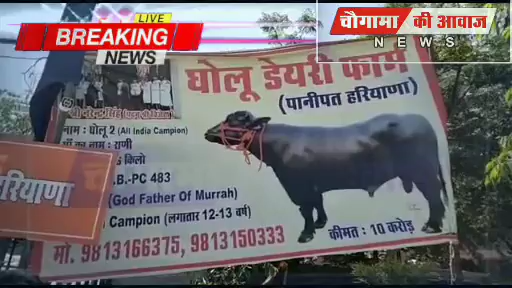 LIVE
BREAKING
NEWS
चौगामा की आवाज
NEWS
घोलू डेयरी फार्म
(पानीपत हरियाणा)
नाम : घोलू 2 (All India Campion)
नाम : राणी
किलो
B.-PC 483
(God Father Of Murrah)
Campion (लगातार 12-13 वर्ष)
कीमत : 10 करोड़
मो. 9813166375, 9813150333
हरियाणा